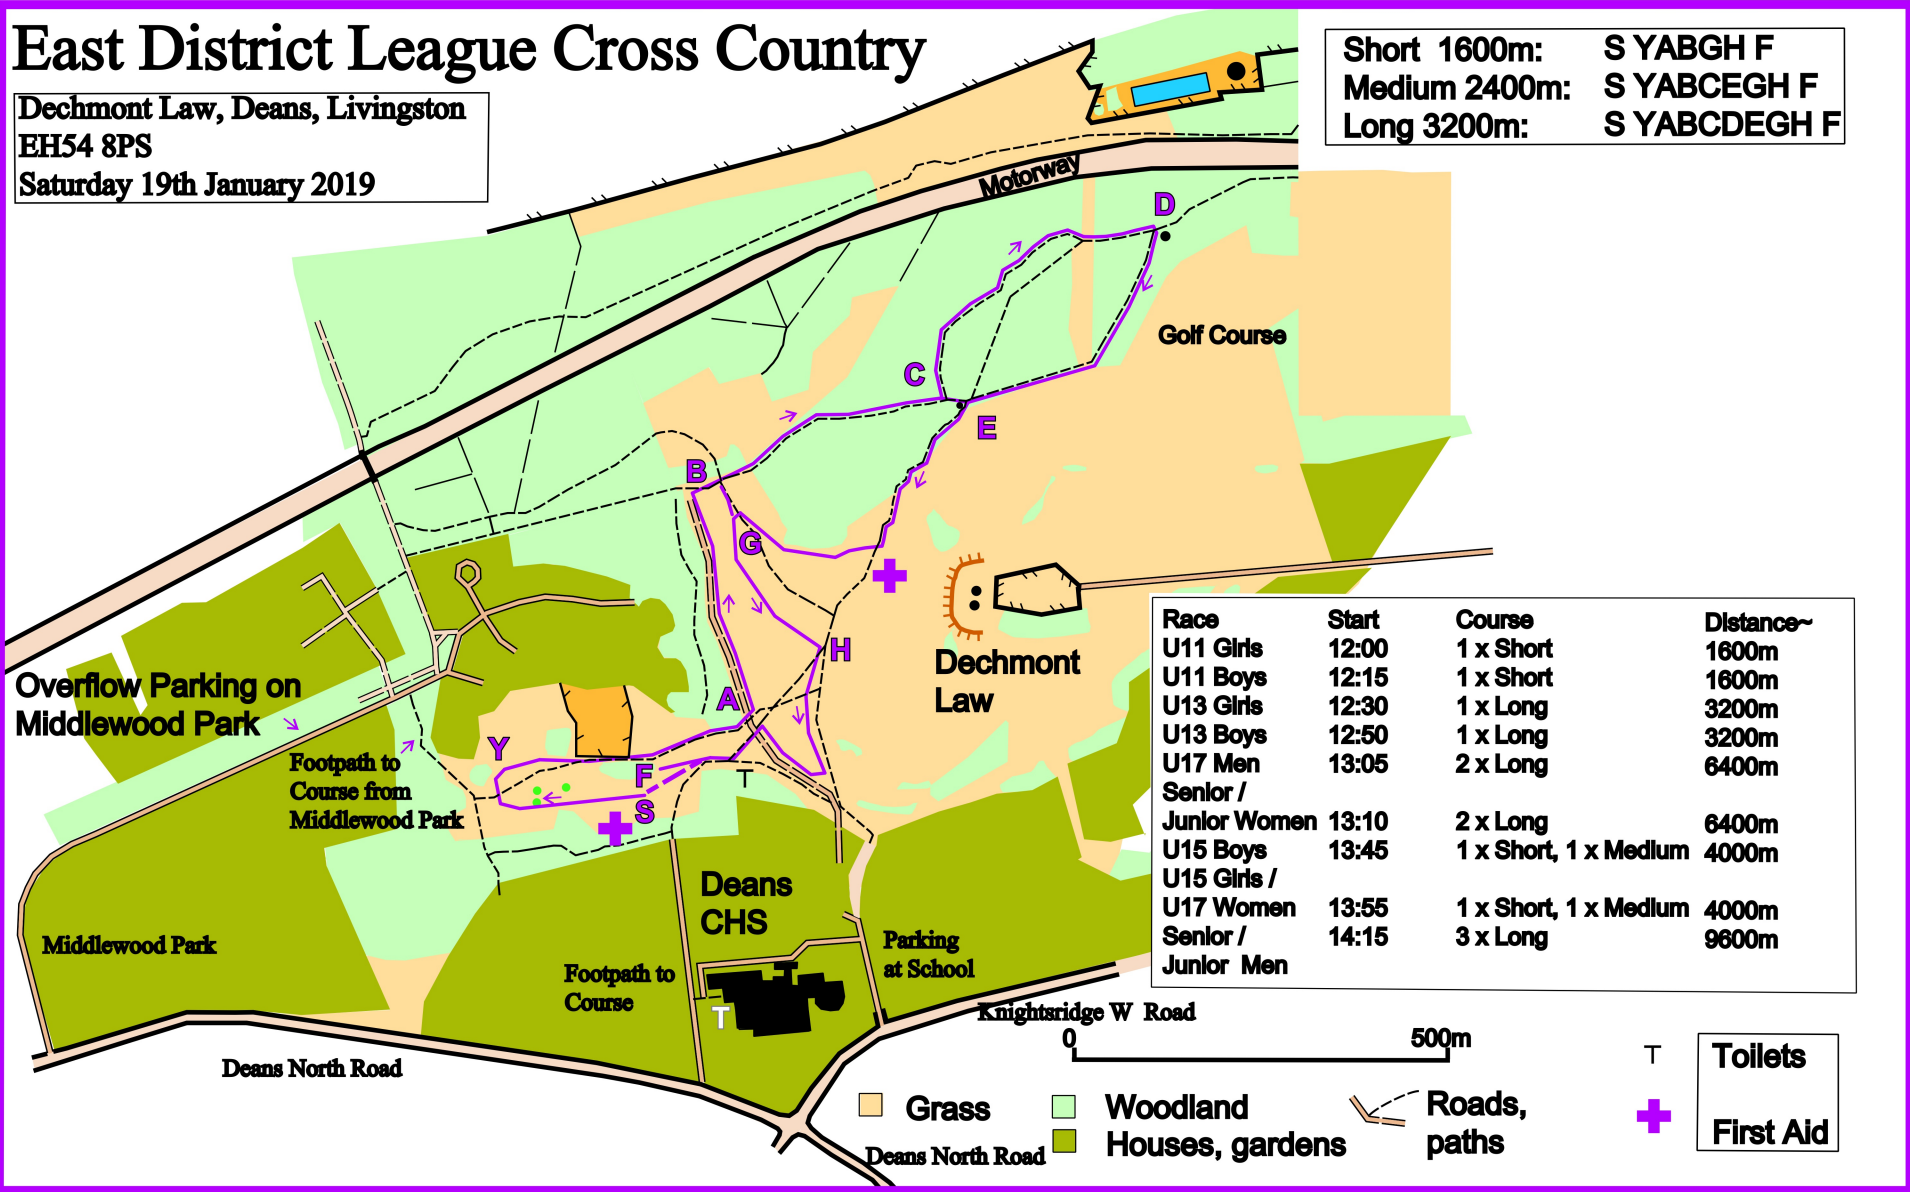 East District League Cross Country
Dechmont Law, Deans, Livingston
EH54 8PS
Saturday 19th January 2019
Short 1600m: S YABGH F
Medium 2400m: S YABCEGH F
Long 3200m: S YABCDEGH F
Motorway
D
Golf Course
C
E
B
G
H
A
Dechmont
Law
Overflow Parking on
Middlewood Park
Y
F
S
T
Footpath to
Course from
Middlewood Park
Race Start Course Distance~
U11 Girls 12:00 1 x Short 1600m
U11 Boys 12:15 1 x Short 1600m
U13 Girls 12:30 1 x Long 3200m
U13 Boys 12:50 1 x Long 3200m
U17 Men 13:05 2 x Long 6400m
Senior /
Junior Women 13:10 2 x Long 6400m
U15 Boys 13:45 1 x Short, 1 x Medium 4000m
U15 Girls /
U17 Women 13:55 1 x Short, 1 x Medium 4000m
Senior / 14:15 3 x Long 9600m
Junior Men
Deans
CHS
Middlewood Park
Parking
at School
Footpath to
Course
T
Knightsridge W Road
Deans North Road
0 500m
Grass
Woodland
Houses, gardens
Roads,
paths
T Toilets
First Aid
Deans North Road